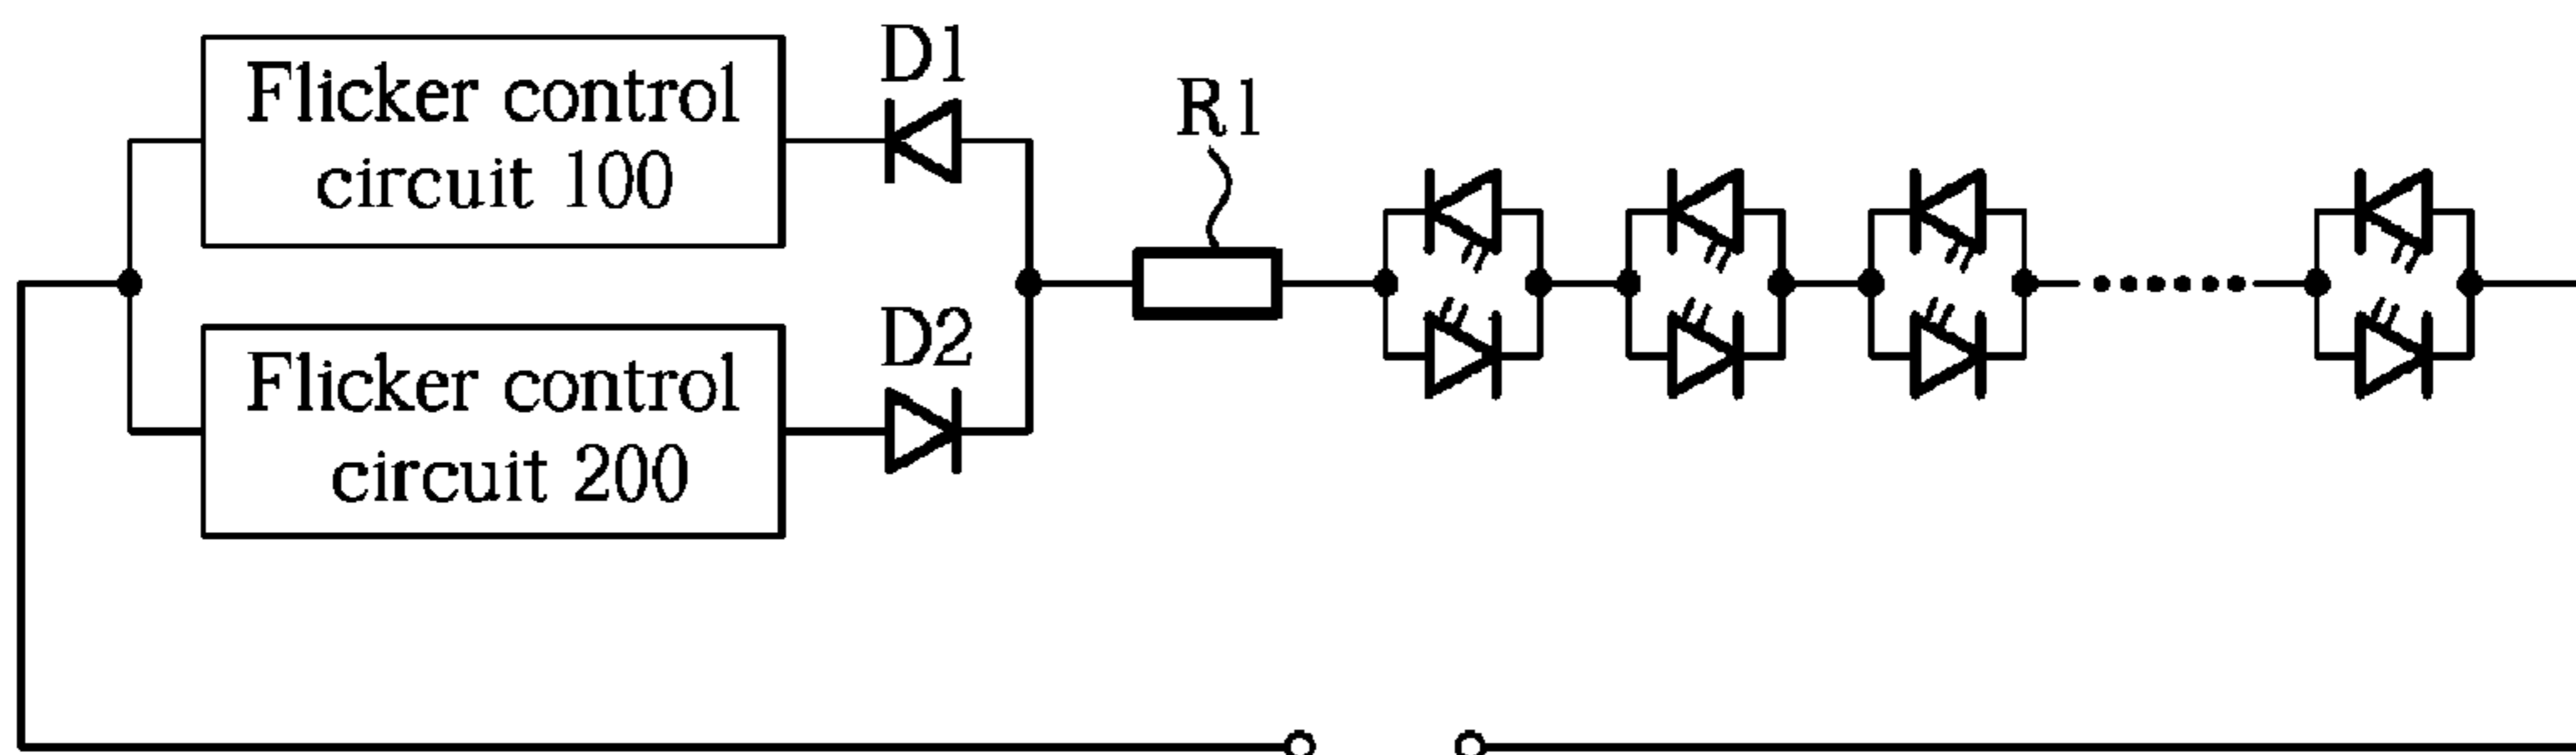 Flicker control
circuit 100
D1
R1
Flicker control
circuit 200
D2